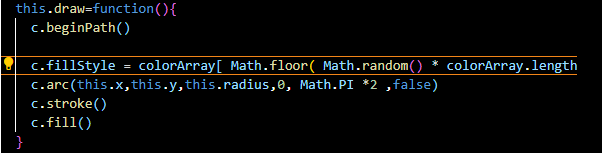 this.draw=function(){
c.beginPath()
c.fillStyle = colorArray[ Math.floor( Math.random() * colorArray.length
c.arc(this.x,this.y,this.radius,0, Math.PI *2 ,false)
c.stroke()
c.fill()
}